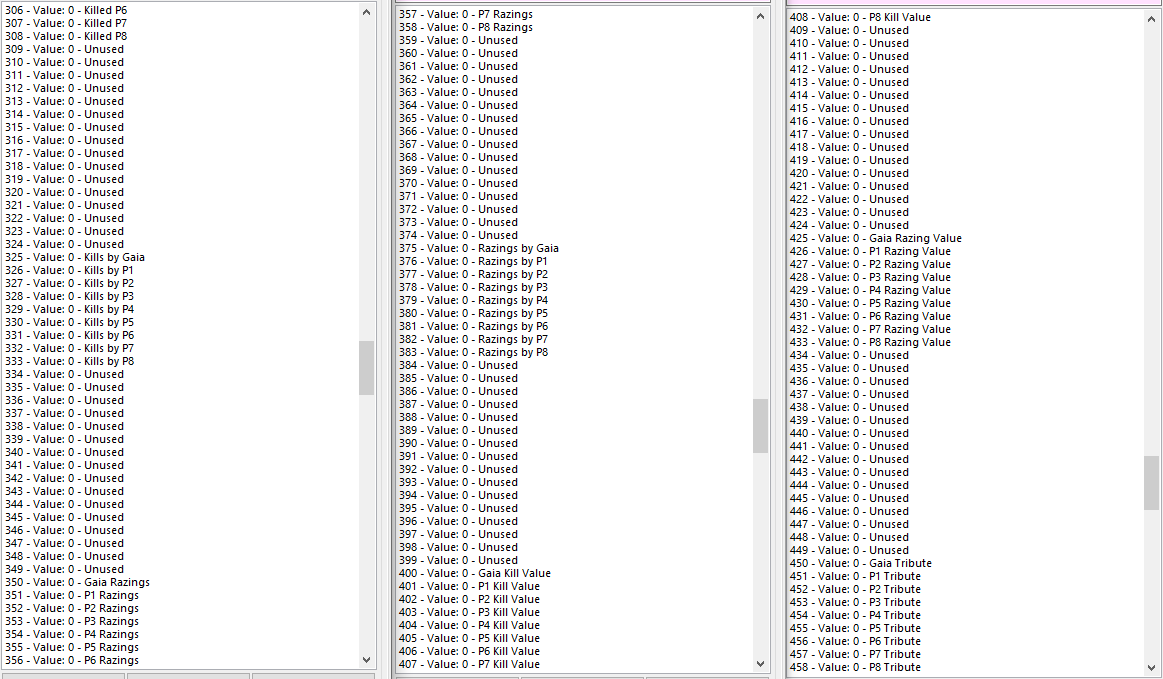 306 - Value: 0 - Killed P6
307 - Value: 0 - Killed P7
308 - Value: 0 - Killed P8
309 - Value: 0 - Unused
310 - Value: 0 - Unused
311 - Value: 0 - Unused
312 - Value: 0 - Unused
313 - Value: 0 - Unused
314 - Value: 0 - Unused
315 - Value: 0 - Unused
316 - Value: 0 - Unused
317 - Value: 0 - Unused
318 - Value: 0 - Unused
319 - Value: 0 - Unused
320 - Value: 0 - Unused
321 - Value: 0 - Unused
322 - Value: 0 - Unused
323 - Value: 0 - Unused
324 - Value: 0 - Unused
325 - Value: 0 - Kills by Gaia
326 - Value: 0 - Kills by P1
327 - Value: 0 - Kills by P2
328 - Value: 0 - Kills by P3
329 - Value: 0 - Kills by P4
330 - Value: 0 - Kills by P5
331 - Value: 0 - Kills by P6
332 - Value: 0 - Kills by P7
333 - Value: 0 - Kills by P8
334 - Value: 0 - Unused
335 - Value: 0 - Unused
336 - Value: 0 - Unused
337 - Value: 0 - Unused
338 - Value: 0 - Unused
339 - Value: 0 - Unused
340 - Value: 0 - Unused
341 - Value: 0 - Unused
342 - Value: 0 - Unused
343 - Value: 0 - Unused
344 - Value: 0 - Unused
345 - Value: 0 - Unused
346 - Value: 0 - Unused
347 - Value: 0 - Unused
348 - Value: 0 - Unused
349 - Value: 0 - Unused
350 - Value: 0 - Gaia Razings
351 - Value: 0 - P1 Razings
352 - Value: 0 - P2 Razings
353 - Value: 0 - P3 Razings
354 - Value: 0 - P4 Razings
355 - Value: 0 - P5 Razings
356 - Value: 0 - P6 Razings
357 - Value: 0 - P7 Razings
358 - Value: 0 - P8 Razings
359 - Value: 0 - Unused
360 - Value: 0 - Unused
361 - Value: 0 - Unused
362 - Value: 0 - Unused
363 - Value: 0 - Unused
364 - Value: 0 - Unused
365 - Value: 0 - Unused
366 - Value: 0 - Unused
367 - Value: 0 - Unused
368 - Value: 0 - Unused
369 - Value: 0 - Unused
370 - Value: 0 - Unused
371 - Value: 0 - Unused
372 - Value: 0 - Unused
373 - Value: 0 - Unused
374 - Value: 0 - Unused
375 - Value: 0 - Razings by Gaia
376 - Value: 0 - Razings by P1
377 - Value: 0 - Razings by P2
378 - Value: 0 - Razings by P3
379 - Value: 0 - Razings by P4
380 - Value: 0 - Razings by P5
381 - Value: 0 - Razings by P6
382 - Value: 0 - Razings by P7
383 - Value: 0 - Razings by P8
384 - Value: 0 - Unused
385 - Value: 0 - Unused
386 - Value: 0 - Unused
387 - Value: 0 - Unused
388 - Value: 0 - Unused
389 - Value: 0 - Unused
390 - Value: 0 - Unused
391 - Value: 0 - Unused
392 - Value: 0 - Unused
393 - Value: 0 - Unused
394 - Value: 0 - Unused
395 - Value: 0 - Unused
396 - Value: 0 - Unused
397 - Value: 0 - Unused
398 - Value: 0 - Unused
399 - Value: 0 - Unused
400 - Value: 0 - Gaia Kill Value
401 - Value: 0 - P1 Kill Value
402 - Value: 0 - P2 Kill Value
403 - Value: 0 - P3 Kill Value
404 - Value: 0 - P4 Kill Value
405 - Value: 0 - P5 Kill Value
406 - Value: 0 - P6 Kill Value
407 - Value: 0 - P7 Kill Value
408 - Value: 0 - P8 Kill Value
409 - Value: 0 - Unused
410 - Value: 0 - Unused
411 - Value: 0 - Unused
412 - Value: 0 - Unused
413 - Value: 0 - Unused
414 - Value: 0 - Unused
415 - Value: 0 - Unused
416 - Value: 0 - Unused
417 - Value: 0 - Unused
418 - Value: 0 - Unused
419 - Value: 0 - Unused
420 - Value: 0 - Unused
421 - Value: 0 - Unused
422 - Value: 0 - Unused
423 - Value: 0 - Unused
424 - Value: 0 - Unused
425 - Value: 0 - Gaia Razing Value
426 - Value: 0 - P1 Razing Value
427 - Value: 0 - P2 Razing Value
428 - Value: 0 - P3 Razing Value
429 - Value: 0 - P4 Razing Value
430 - Value: 0 - P5 Razing Value
431 - Value: 0 - P6 Razing Value
432 - Value: 0 - P7 Razing Value
433 - Value: 0 - P8 Razing Value
434 - Value: 0 - Unused
435 - Value: 0 - Unused
436 - Value: 0 - Unused
437 - Value: 0 - Unused
438 - Value: 0 - Unused
439 - Value: 0 - Unused
440 - Value: 0 - Unused
441 - Value: 0 - Unused
442 - Value: 0 - Unused
443 - Value: 0 - Unused
444 - Value: 0 - Unused
445 - Value: 0 - Unused
446 - Value: 0 - Unused
447 - Value: 0 - Unused
448 - Value: 0 - Unused
449 - Value: 0 - Unused
450 - Value: 0 - Gaia Tribute
451 - Value: 0 - P1 Tribute
452 - Value: 0 - P2 Tribute
453 - Value: 0 - P3 Tribute
454 - Value: 0 - P4 Tribute
455 - Value: 0 - P5 Tribute
456 - Value: 0 - P6 Tribute
457 - Value: 0 - P7 Tribute
458 - Value: 0 - P8 Tribute